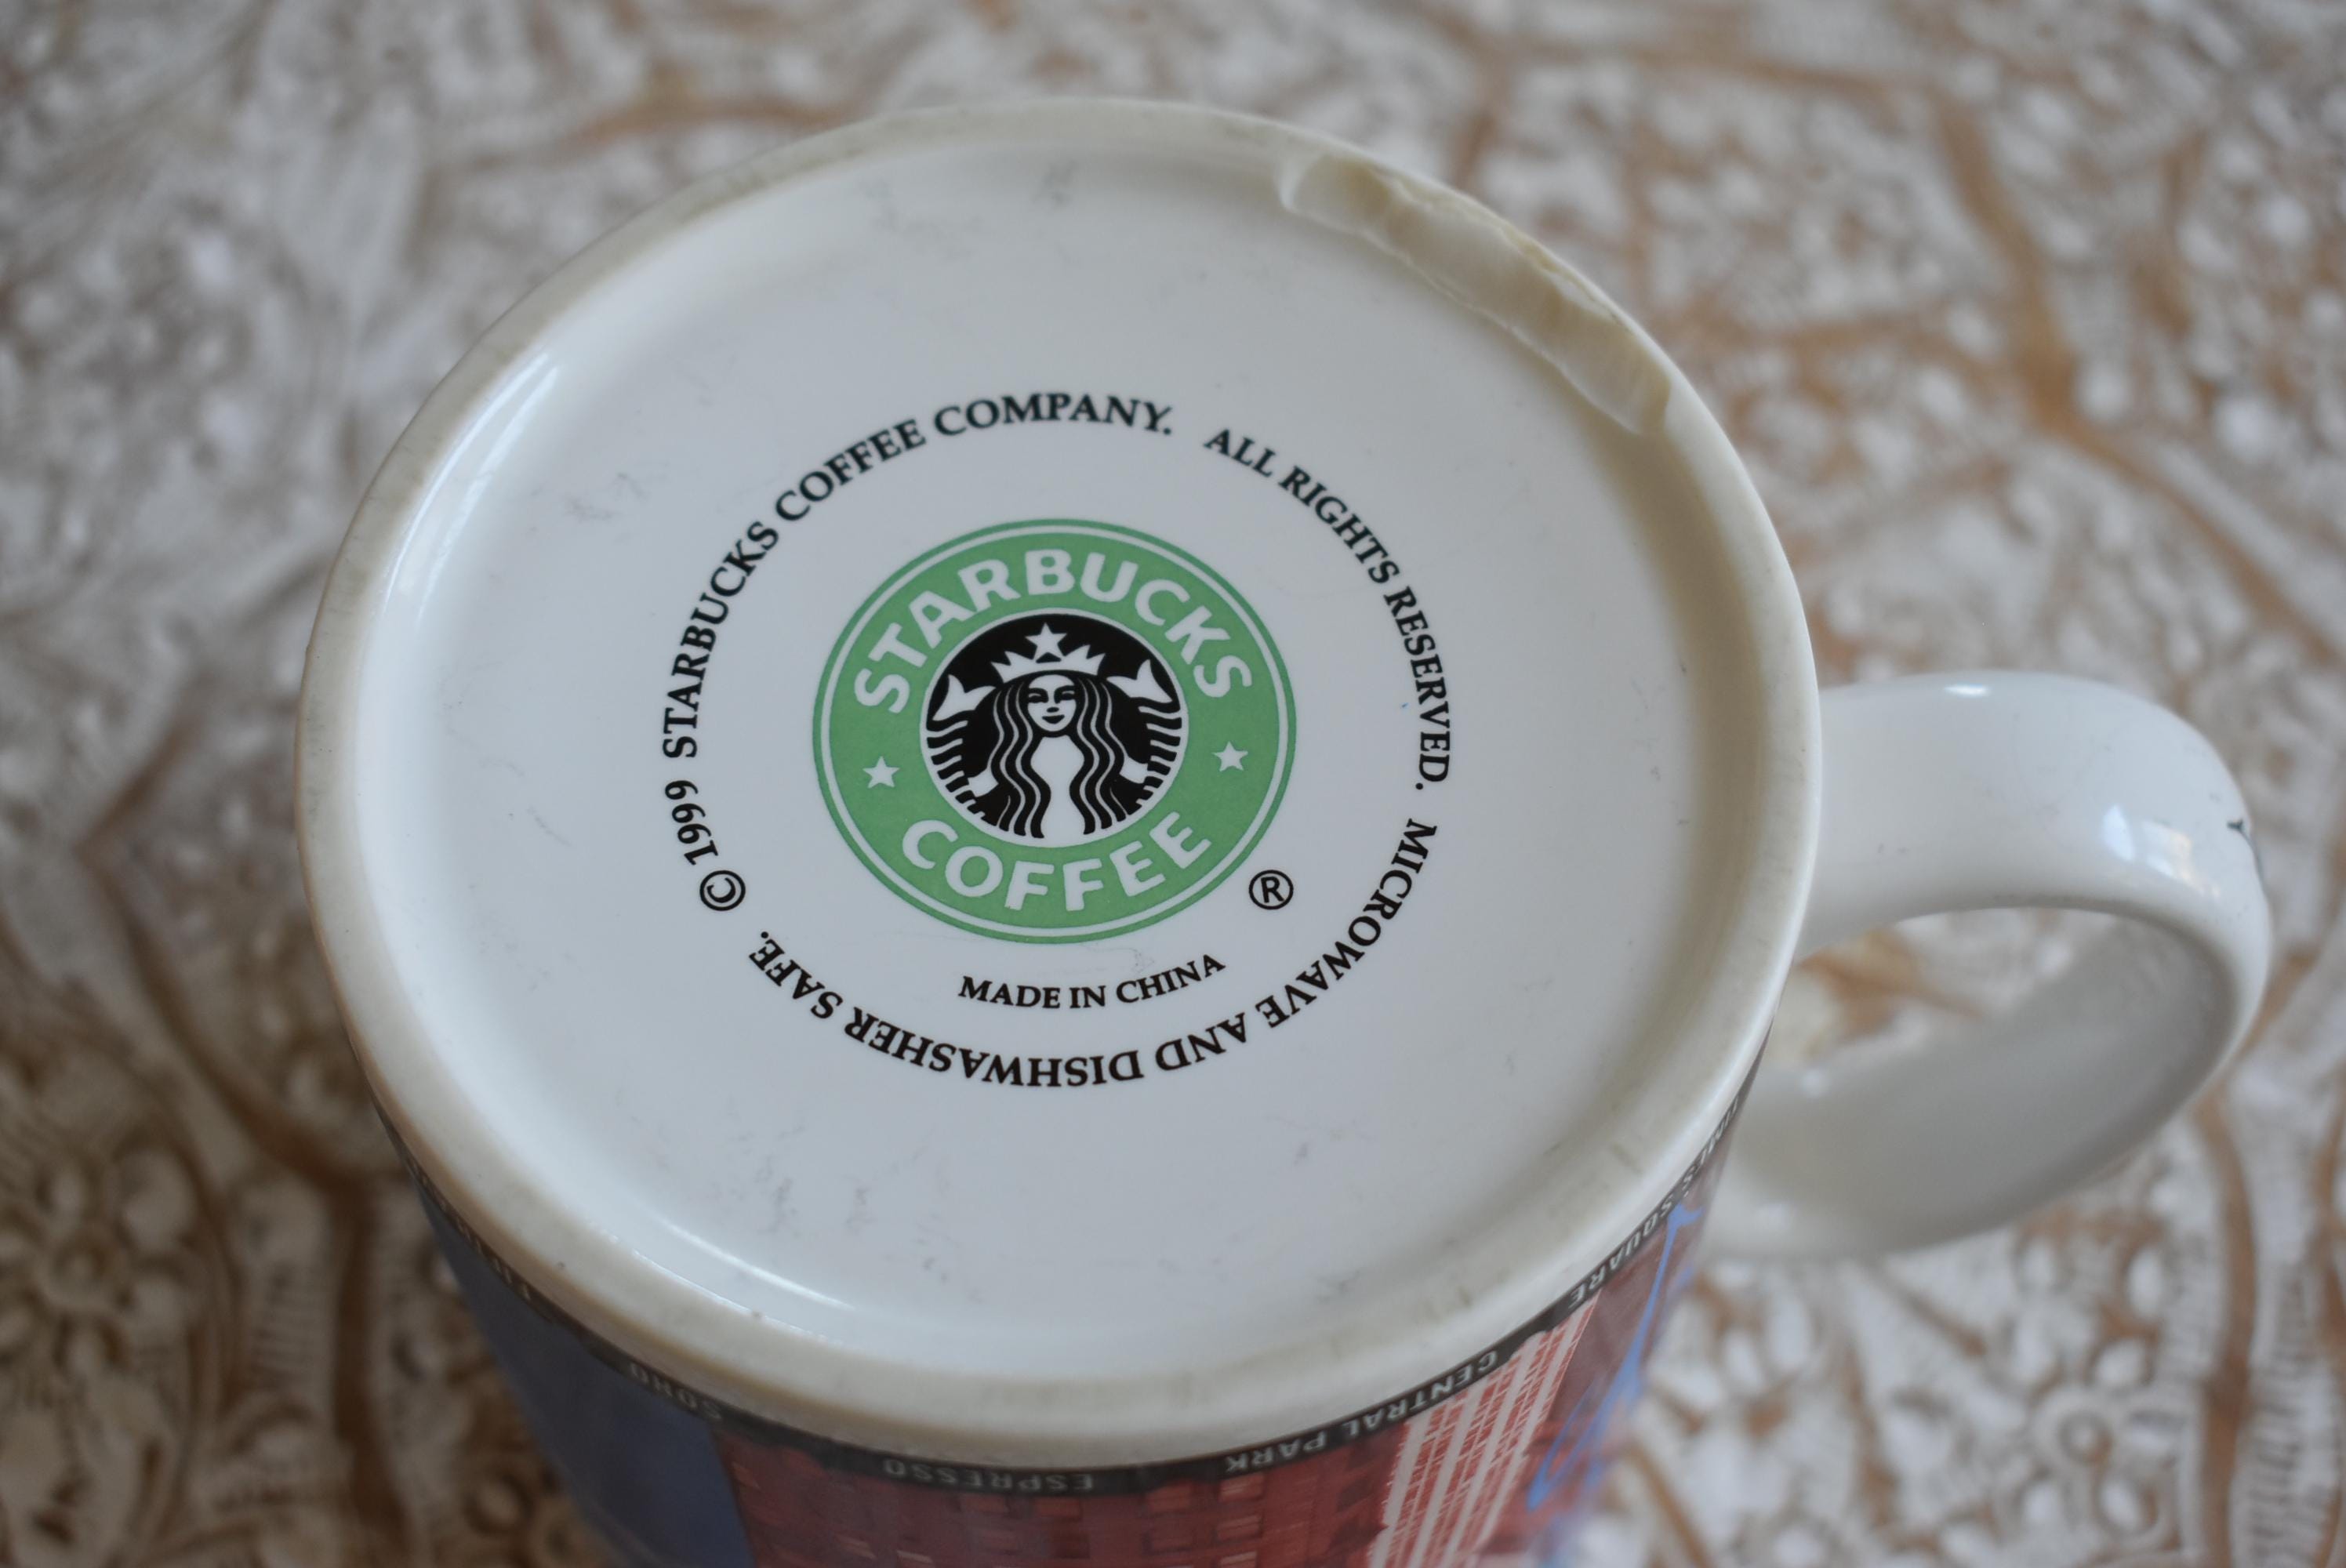 © 1999 STARBUCKS COFFEE COMPANY. ALL RIGHTS RESERVED. MICROWAVE AND DISHWASHER SAFE.
STARBUCKS
COFFEE
®
MADE IN CHINA
SQUARE
CENTRAL PARK
ESPRESSO
SOHO